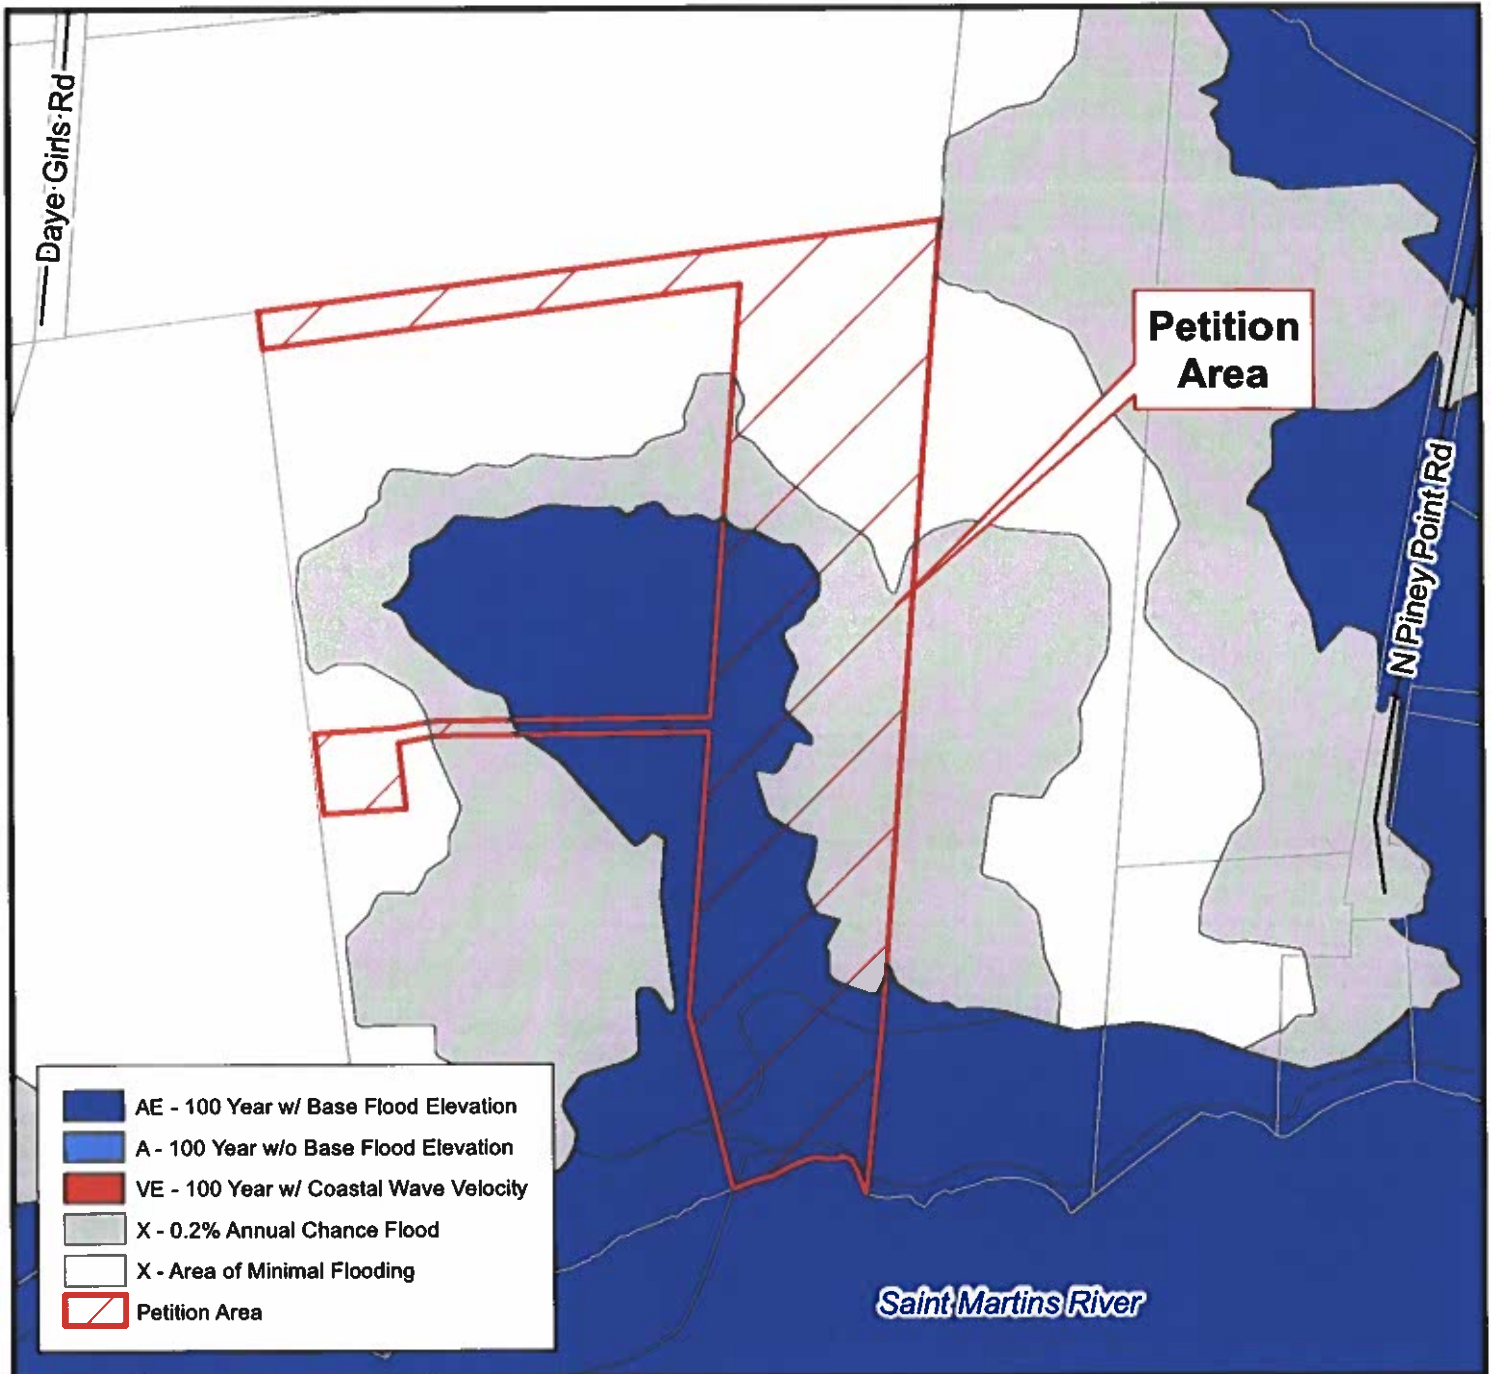 Daye Girls Rd
Petition
Area
N Piney Point Rd
AE - 100 Year w/ Base Flood Elevation
A - 100 Year w/o Base Flood Elevation
VE - 100 Year w/ Coastal Wave Velocity
X - 0.2% Annual Chance Flood
X - Area of Minimal Flooding
Petition Area
Saint Martins River